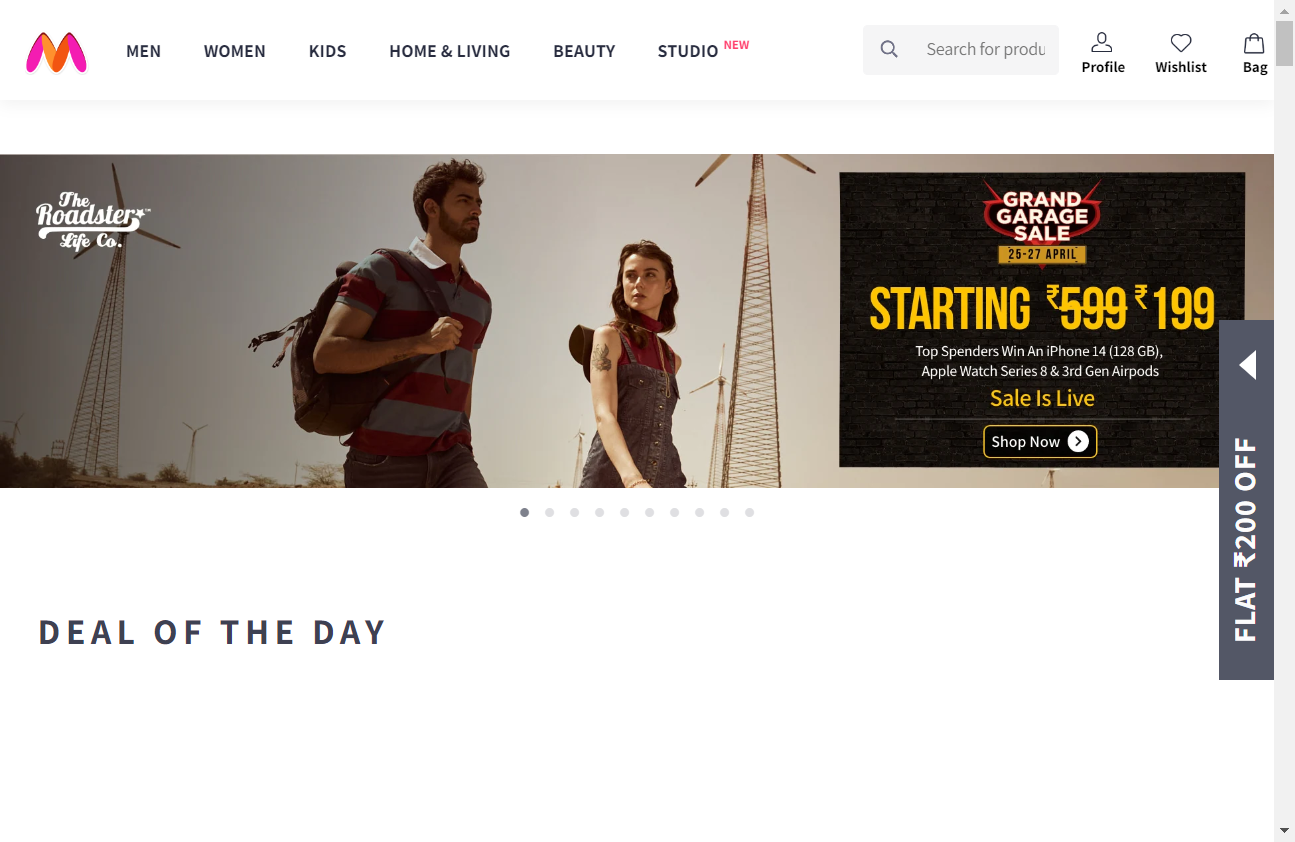 MEN
WOMEN
KIDS
HOME & LIVING
BEAUTY
STUDIO NEW
Search for produ
Profile
Wishlist
Bag
The
Roadster™
Life Co.
GRAND
GARAGE
SALE
25-27 APRIL
STARTING ₹599 ₹199
Top Spenders Win An iPhone 14 (128 GB),
Apple Watch Series 8 & 3rd Gen Airpods
Sale Is Live
Shop Now
FLAT ₹200 OFF
DEAL OF THE DAY